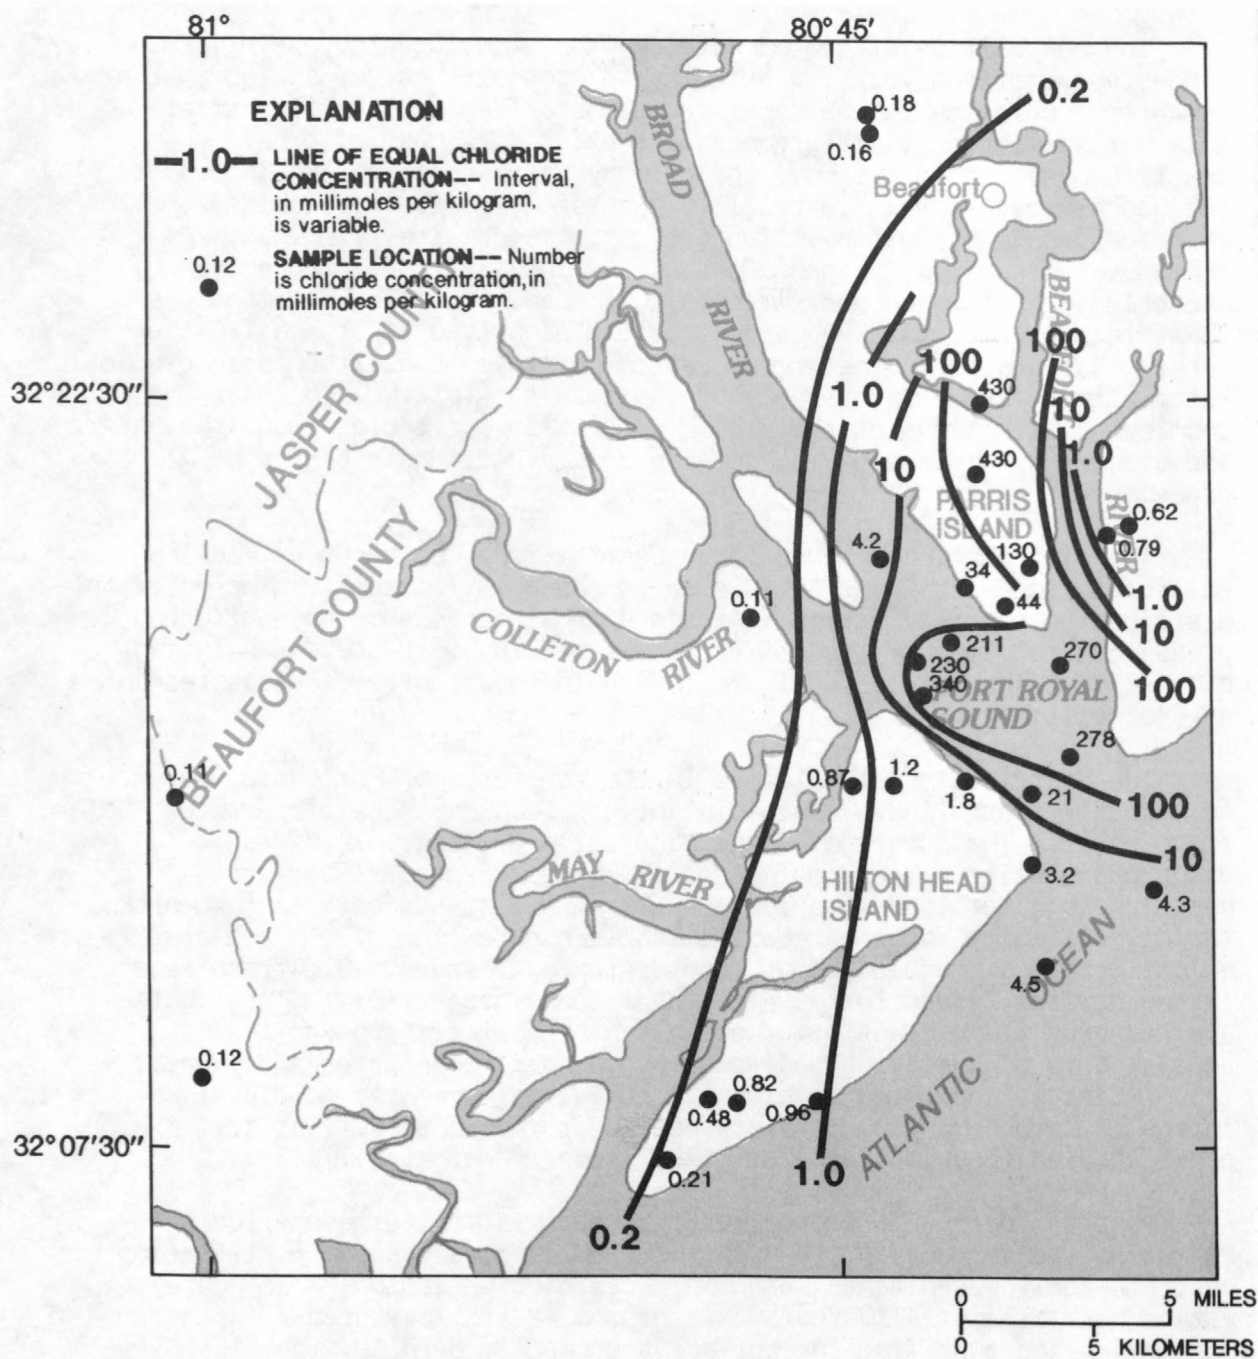 81°
80°45′
EXPLANATION
1.0 LINE OF EQUAL CHLORIDE
CONCENTRATION-- Interval,
in millimoles per kilogram,
is variable.
SAMPLE LOCATION-- Number
is chloride concentration, in
millimoles per kilogram.
0.2
0.18
0.16
Beaufort
BROAD
RIVER
0.12
JASPER COUNTY
BEAUFORT
RIVER
100
100
430
32°22′30″
1.0
10
1.0
10
430
PARRIS
ISLAND
0.62
0.79
4.2
34
130
44
1.0
10
100
BEAUFORT COUNTY
COLLETON
RIVER
0.11
211
230
340
270
PORT ROYAL
SOUND
278
0.11
0.87
1.2
1.8
21
100
10
MAY RIVER
HILTON HEAD
ISLAND
3.2
4.3
4.5
ATLANTIC
OCEAN
0.12
0.48
0.82
0.96
32°07′30″
0.21
1.0
0.2
0 5 MILES
0 5 KILOMETERS